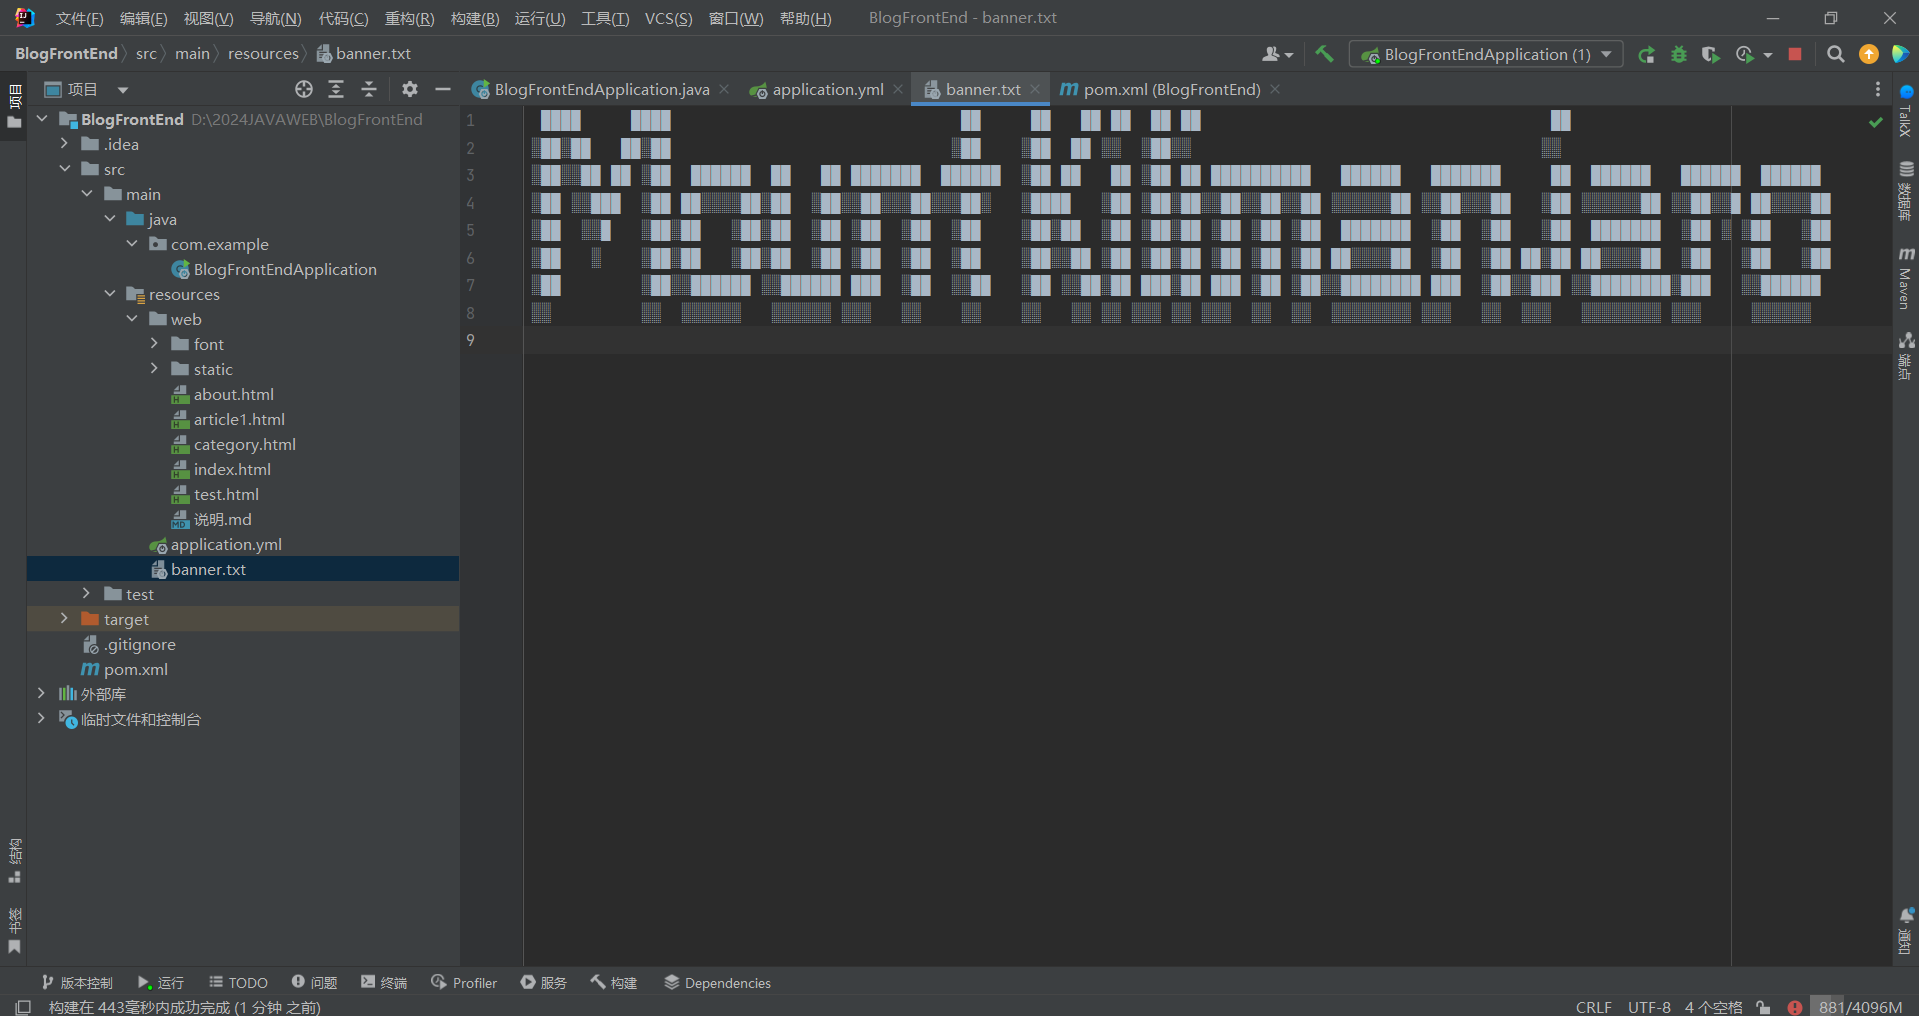 文件(F) 编辑(E) 视图(V) 导航(N) 代码(C) 重构(R) 构建(B) 运行(U) 工具(T) VCS(S) 窗口(W) 帮助(H) BlogFrontEnd - banner.txt
BlogFrontEnd src main resources banner.txt BlogFrontEndApplication (1)
项目
项目
BlogFrontEndApplication.java application.yml banner.txt pom.xml (BlogFrontEnd)
BlogFrontEnd D:\2024JAVAWEB\BlogFrontEnd
.idea
src
main
java
com.example
BlogFrontEndApplication
resources
web
font
static
about.html
article1.html
category.html
index.html
test.html
说明.md
application.yml
banner.txt
test
target
.gitignore
pom.xml
外部库
临时文件和控制台
结构
书签
1
2
3
4
5
6
7
8
9
TalkX
数据库
Maven
端点
通知
版本控制 运行 TODO 问题 终端 Profiler 服务 构建 Dependencies
构建在 443毫秒内成功完成 (1 分钟 之前) CRLF UTF-8 4 个空格 881/4096M